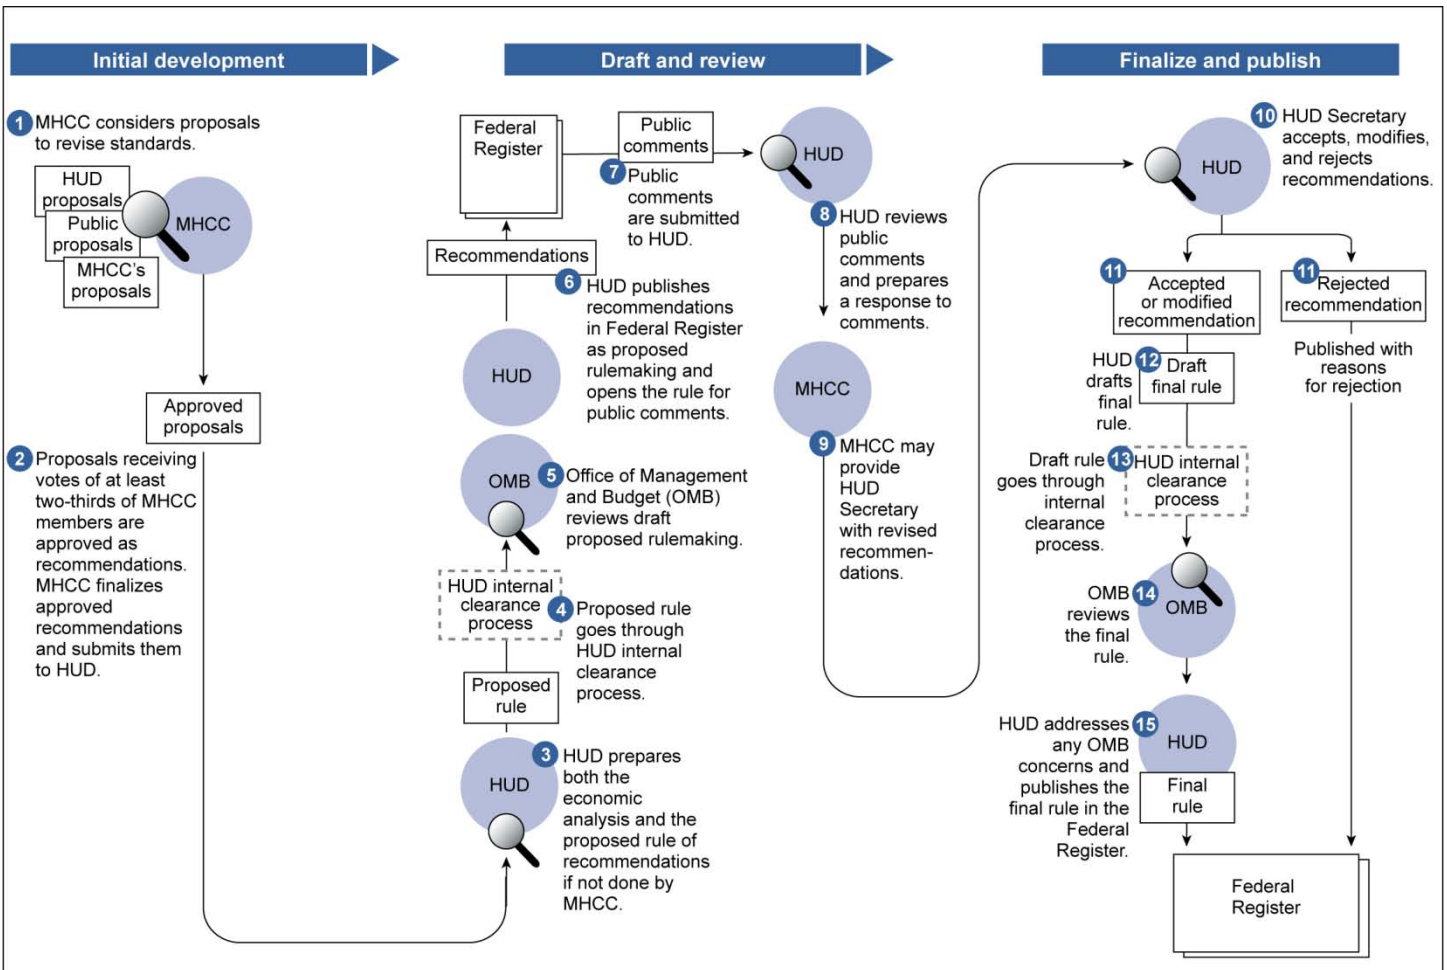 Initial development
1
MHCC considers proposals
to revise standards.
HUD
proposals
Public
proposals
MHCC's
proposals
MHCC
Approved
proposals
2
Proposals receiving
votes of at least
two-thirds of MHCC
members are
approved as
recommendations.
MHCC finalizes
approved
recommendations
and submits them
to HUD.
Draft and review
HUD
3
HUD prepares
both the
economic
analysis and the
proposed rule of
recommendations
if not done by
MHCC.
Proposed
rule
HUD internal
clearance
process
4
Proposed rule
goes through
HUD internal
clearance
process.
OMB
5
Office of Management
and Budget (OMB)
reviews draft
proposed rulemaking.
HUD
6
HUD publishes
recommendations
in Federal Register
as proposed
rulemaking and
opens the rule for
public comments.
Recommendations
Federal
Register
Public
comments
7
Public
comments
are submitted
to HUD.
HUD
8
HUD reviews
public
comments
and prepares
a response to
comments.
MHCC
9
MHCC may
provide
HUD
Secretary
with revised
recommen-
dations.
Finalize and publish
HUD
10
HUD Secretary
accepts, modifies,
and rejects
recommendations.
11
Accepted
or modified
recommendation
11
Rejected
recommendation
Published with
reasons
for rejection
HUD
drafts
final
rule.
12
Draft
final rule
Draft rule
goes through
internal
clearance
process.
13
HUD internal
clearance
process
OMB
reviews
the final
rule.
14
OMB
HUD addresses
any OMB
concerns and
publishes the
final rule in the
Federal
Register.
15
HUD
Final
rule
Federal
Register